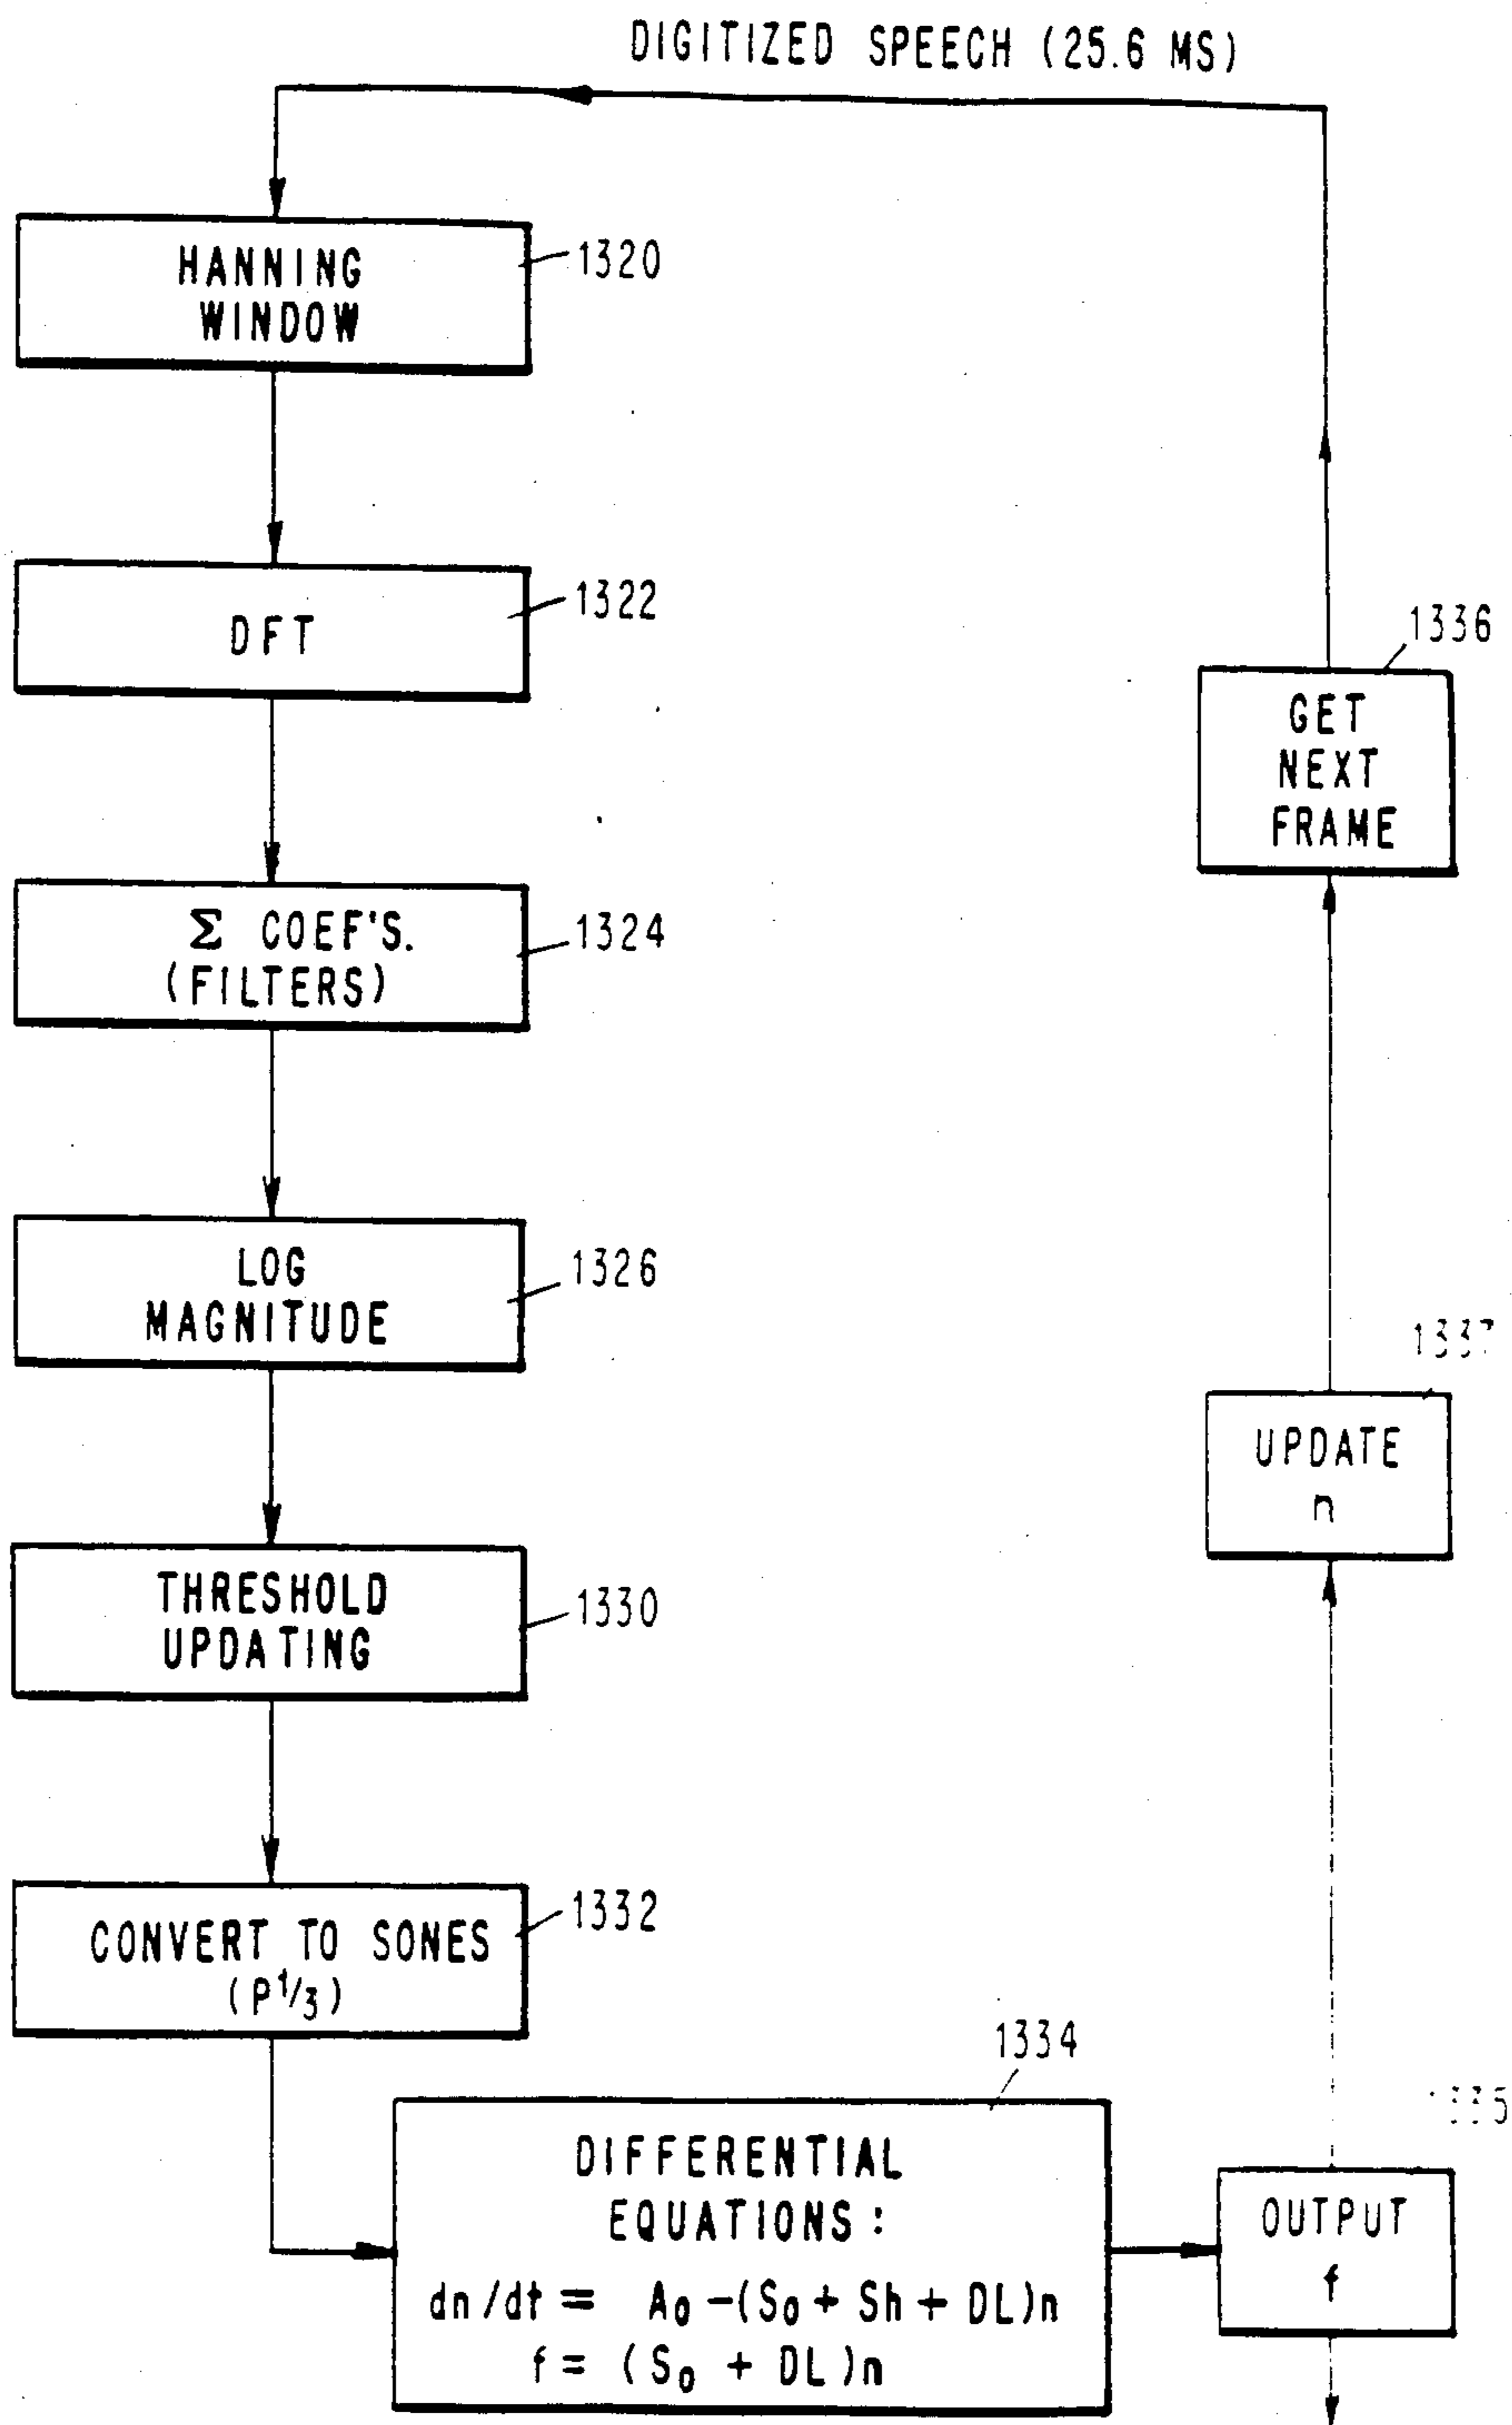 DIGITIZED SPEECH (25.6 MS)
HANNING
WINDOW
1320
DFT
1322
Σ COEF'S.
(FILTERS)
1324
LOG
MAGNITUDE
1326
THRESHOLD
UPDATING
1330
CONVERT TO SONES
(P1/3)
1332
DIFFERENTIAL
EQUATIONS:
dn/dt = A0 -(S0 + Sh + DL)n
f = (S0 + DL)n
1334
OUTPUT
f
UPDATE
n
1337
GET
NEXT
FRAME
1336